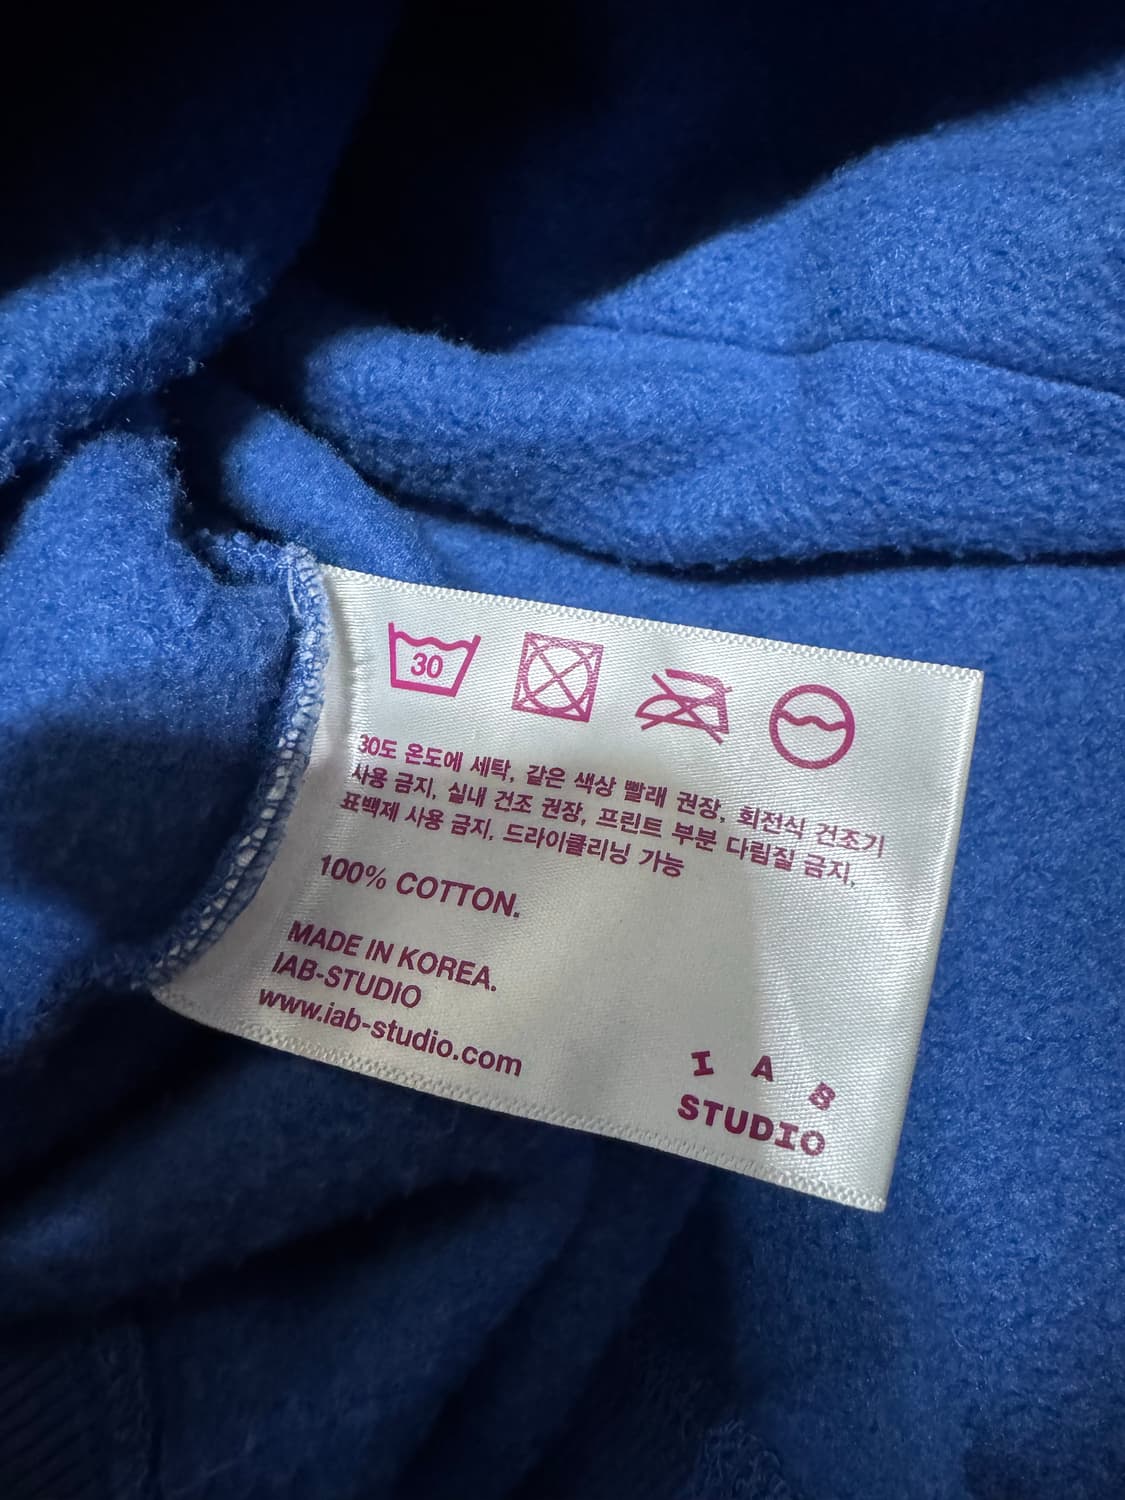 30
30도 온도에 세탁, 같은 색상 빨래 권장, 회전식 건조기
사용 금지, 실내 건조 권장, 프린트 부분 다림질 금지,
표백제 사용 금지, 드라이클리닝 가능
100% COTTON.
MADE IN KOREA.
IAB-STUDIO
www.iab-studio.com
I A B
STUDIO